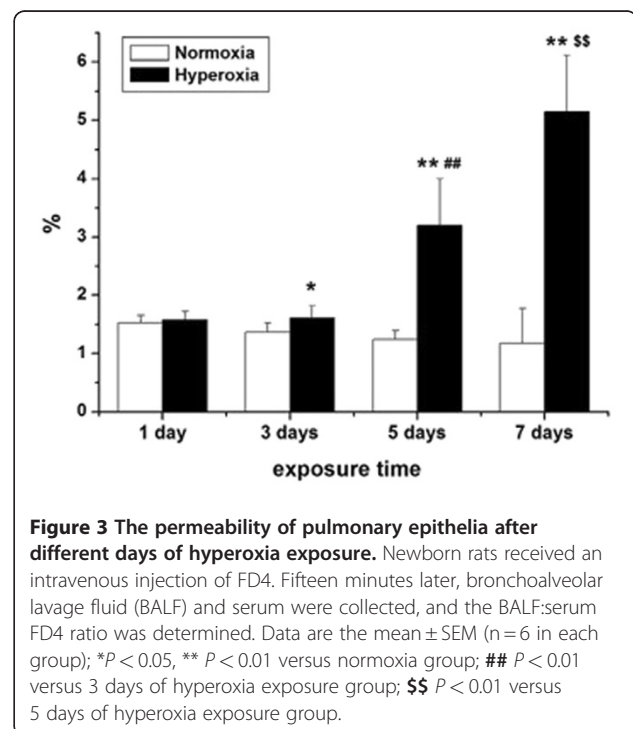 Normoxia
Hyperoxia
** $$
** ##
*
6
5
4
3
2
1
0
%
1 day 3 days 5 days 7 days
exposure time
Figure 3 The permeability of pulmonary epithelia after
different days of hyperoxia exposure. Newborn rats received an
intravenous injection of FD4. Fifteen minutes later, bronchoalveolar
lavage fluid (BALF) and serum were collected, and the BALF:serum
FD4 ratio was determined. Data are the mean ± SEM (n = 6 in each
group); *P < 0.05, ** P < 0.01 versus normoxia group; ## P < 0.01
versus 3 days of hyperoxia exposure group; $$ P < 0.01 versus
5 days of hyperoxia exposure group.